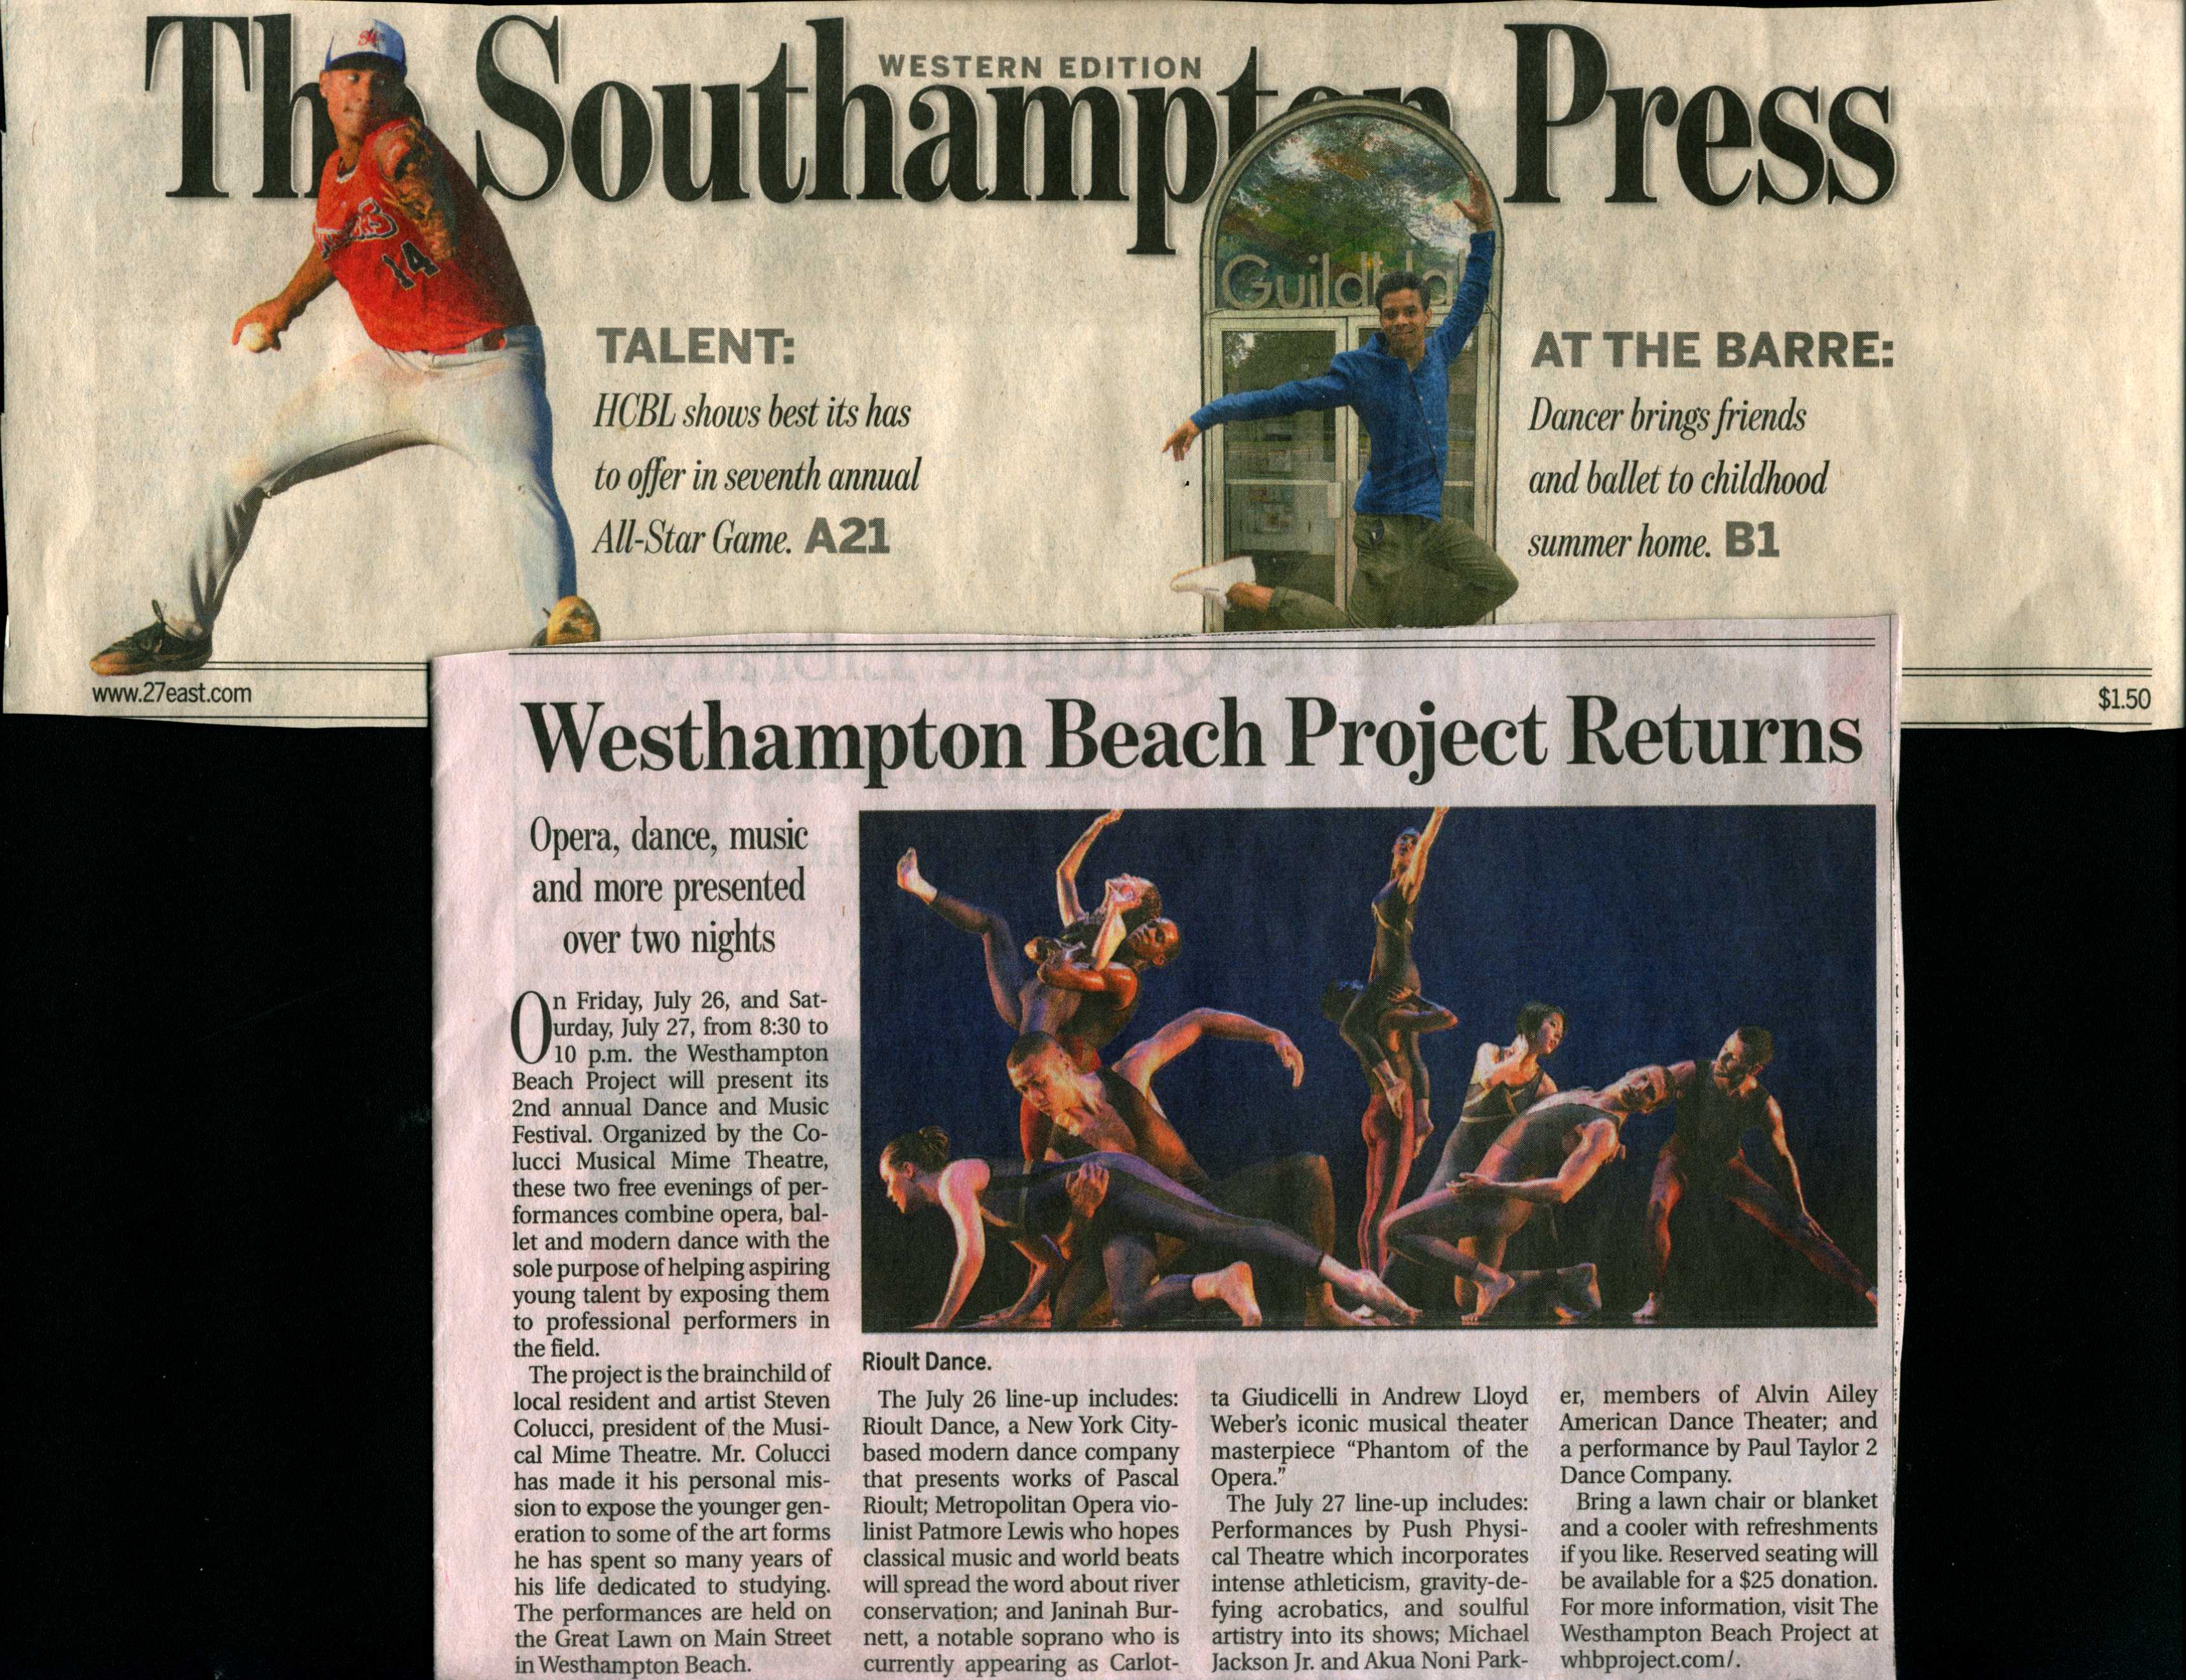 The Southampton Press
WESTERN EDITION
14
Guild
TALENT:
HCBL shows best its has
to offer in seventh annual
All-Star Game. A21
AT THE BARRE:
Dancer brings friends
and ballet to childhood
summer home. B1
www.27east.com
$1.50
Westhampton Beach Project Returns
Opera, dance, music
and more presented
over two nights
On Friday, July 26, and Sat-
urday, July 27, from 8:30 to
10 p.m. the Westhampton
Beach Project will present its
2nd annual Dance and Music
Festival. Organized by the Co-
lucci Musical Mime Theatre,
these two free evenings of per-
formances combine opera, bal-
let and modern dance with the
sole purpose of helping aspiring
young talent by exposing them
to professional performers in
the field.
The project is the brainchild of
local resident and artist Steven
Colucci, president of the Musi-
cal Mime Theatre. Mr. Colucci
has made it his personal mis-
sion to expose the younger gen-
eration to some of the art forms
he has spent so many years of
his life dedicated to studying.
The performances are held on
the Great Lawn on Main Street
in Westhampton Beach.
Rioult Dance.
The July 26 line-up includes:
Rioult Dance, a New York City-
based modern dance company
that presents works of Pascal
Rioult; Metropolitan Opera vio-
linist Patmore Lewis who hopes
classical music and world beats
will spread the word about river
conservation; and Janinah Bur-
nett, a notable soprano who is
currently appearing as Carlot-
ta Giudicelli in Andrew Lloyd
Weber's iconic musical theater
masterpiece “Phantom of the
Opera.”
The July 27 line-up includes:
Performances by Push Physi-
cal Theatre which incorporates
intense athleticism, gravity-de-
fying acrobatics, and soulful
artistry into its shows; Michael
Jackson Jr. and Akua Noni Park-
er, members of Alvin Ailey
American Dance Theater; and
a performance by Paul Taylor 2
Dance Company.
Bring a lawn chair or blanket
and a cooler with refreshments
if you like. Reserved seating will
be available for a $25 donation.
For more information, visit The
Westhampton Beach Project at
whbproject.com/.